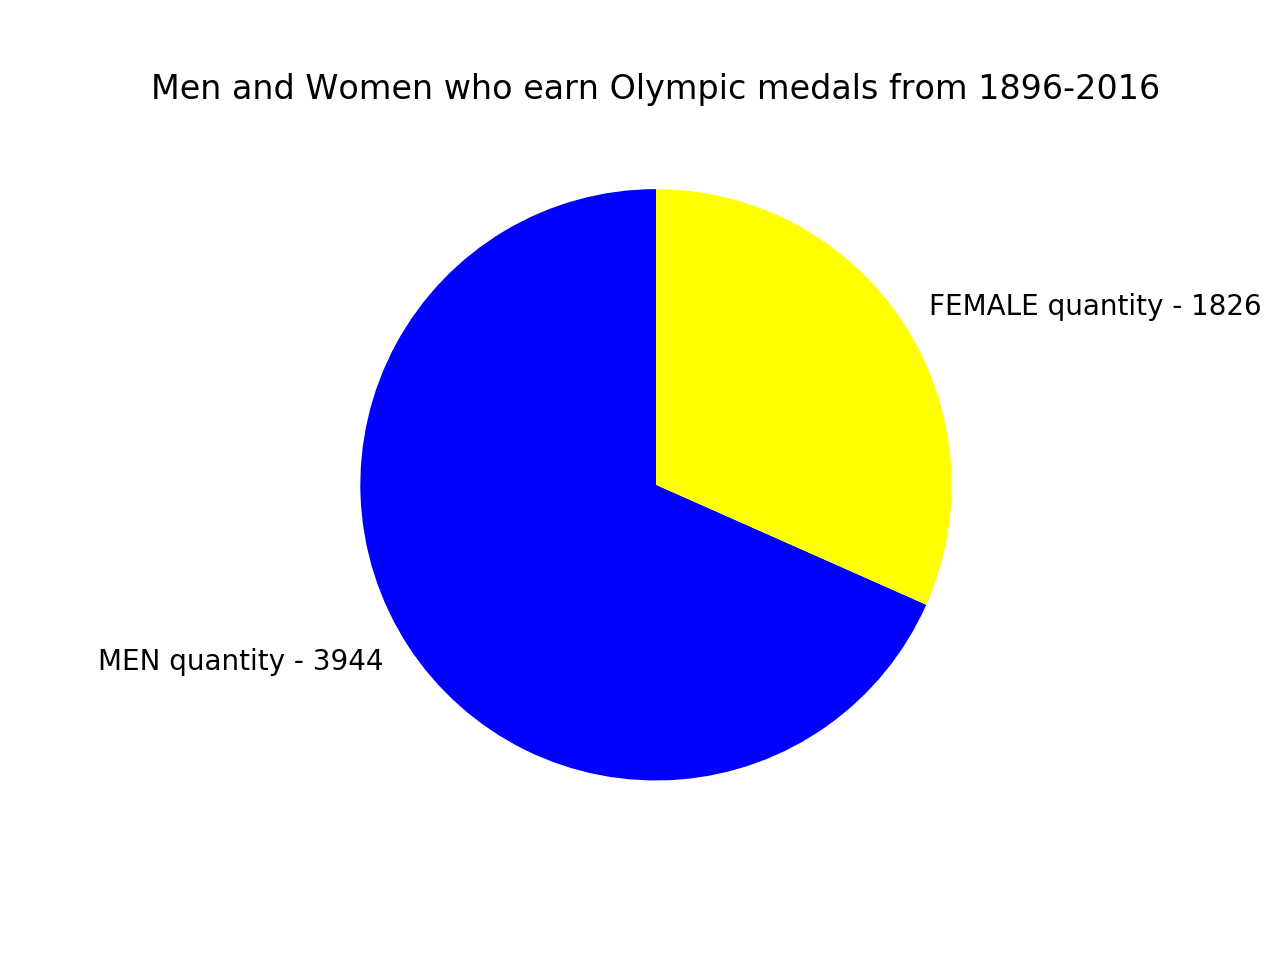 Men and Women who earn Olympic medals from 1896-2016
FEMALE quantity - 1826
MEN quantity - 3944